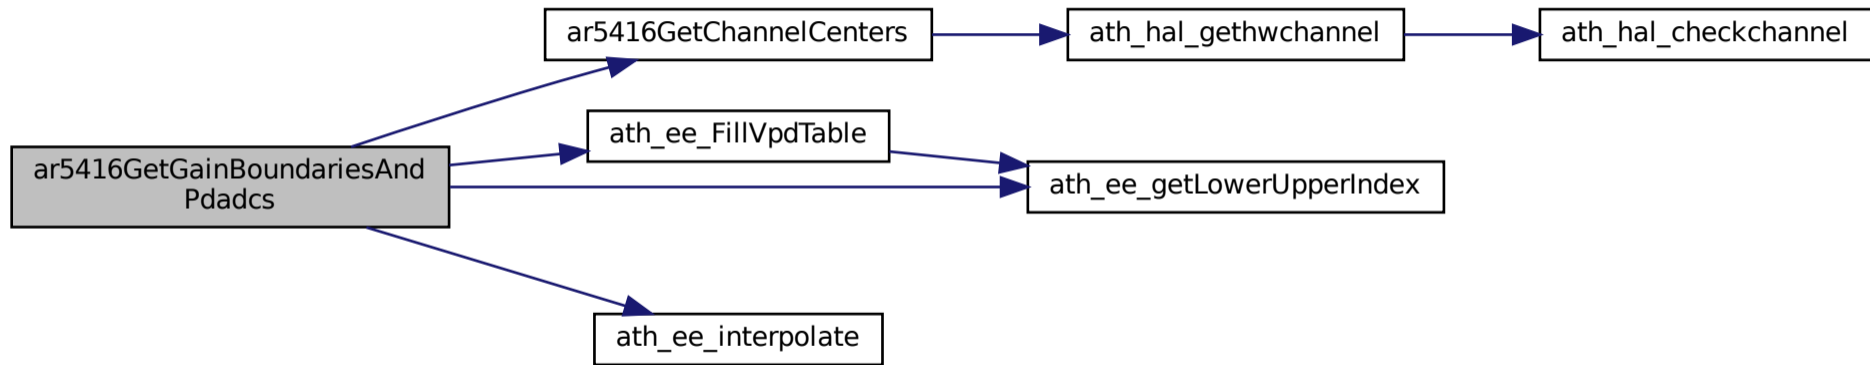 ar5416GetChannelCenters
ath_hal_gethwchannel
ath_hal_checkchannel
ath_ee_FillVpdTable
ar5416GetGainBoundariesAnd
Pdadcs
ath_ee_getLowerUpperIndex
ath_ee_interpolate